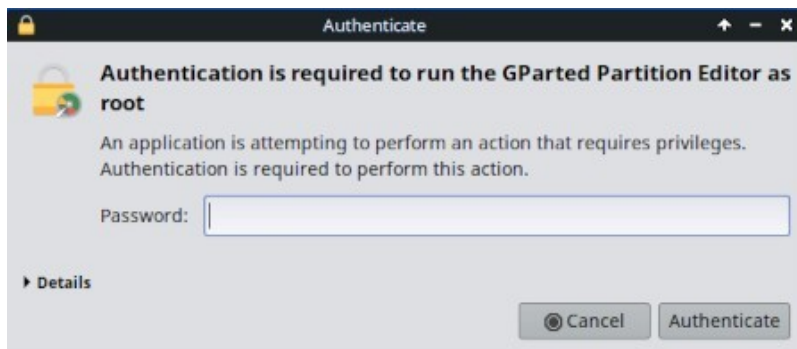 Authenticate
Authentication is required to run the GParted Partition Editor as
root
An application is attempting to perform an action that requires privileges.
Authentication is required to perform this action.
Password:
Details
Cancel Authenticate